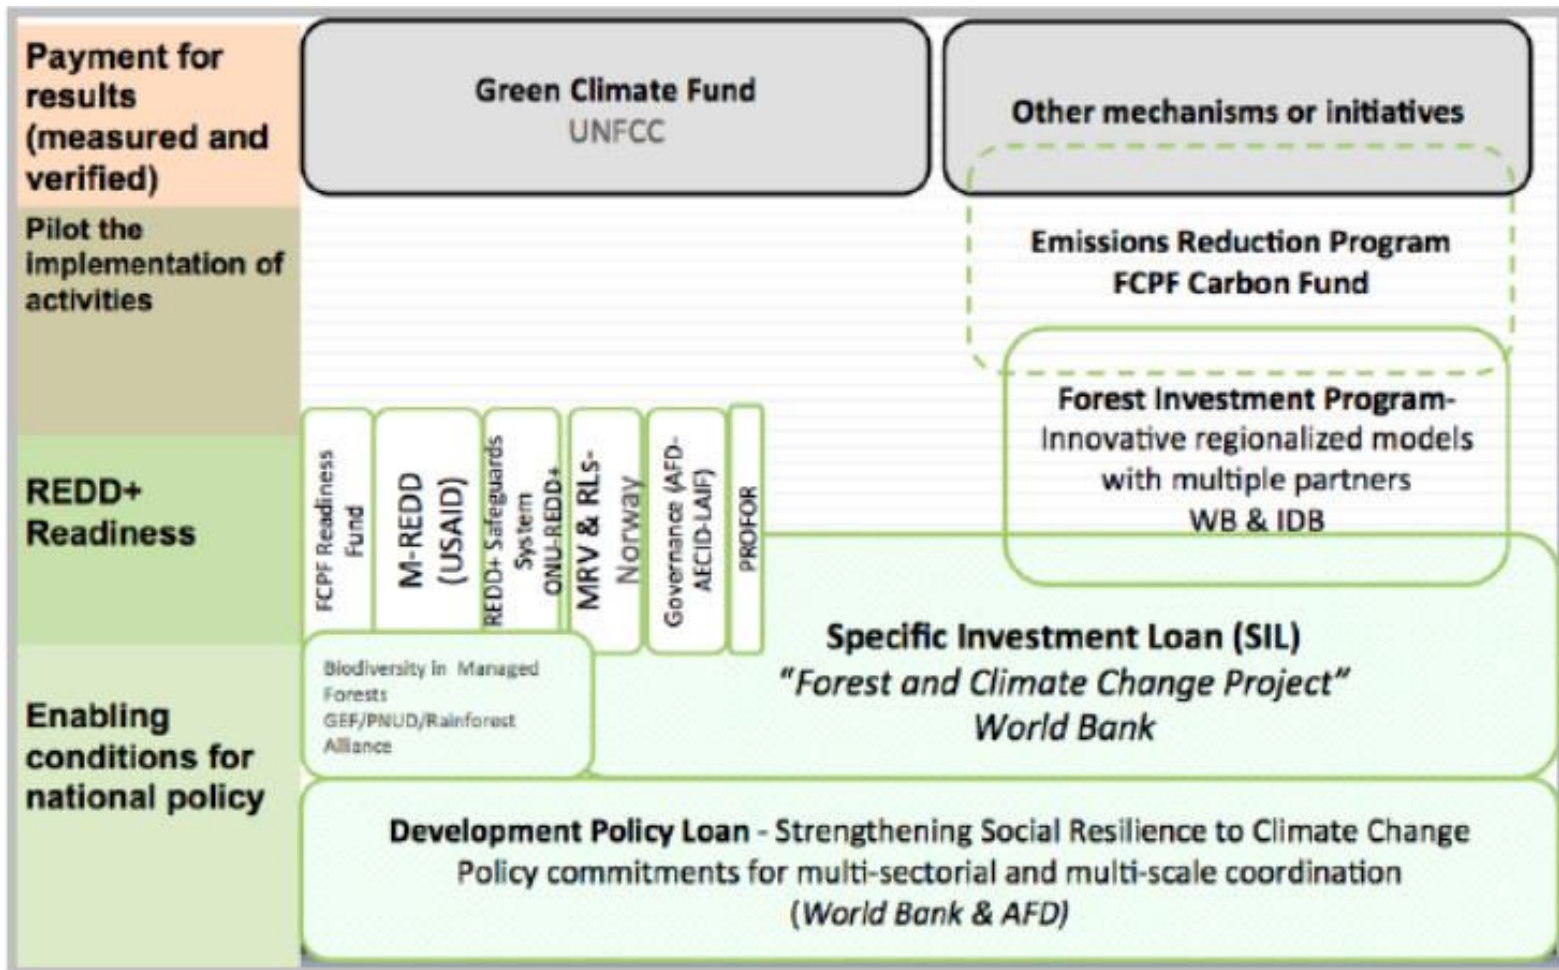 Payment for
results
(measured and
verified)
Green Climate Fund
UNFCC
Other mechanisms or initiatives
Pilot the
implementation of
activities
Emissions Reduction Program
FCPF Carbon Fund
Forest Investment Program-
Innovative regionalized models
with multiple partners
WB & IDB
REDD+
Readiness
FCPF Readiness
Fund
M-REDD
(USAID)
REDD+ Safeguards
System
ONU-REDD+
MRV & RLS-
Norway
Governance (AFD-
AECID-LAIF)
PROFOR
Enabling
conditions for
national policy
Biodiversity in Managed
Forests
GEF/PNUD/Rainforest
Alliance
Specific Investment Loan (SIL)
"Forest and Climate Change Project"
World Bank
Development Policy Loan - Strengthening Social Resilience to Climate Change
Policy commitments for multi-sectorial and multi-scale coordination
(World Bank & AFD)